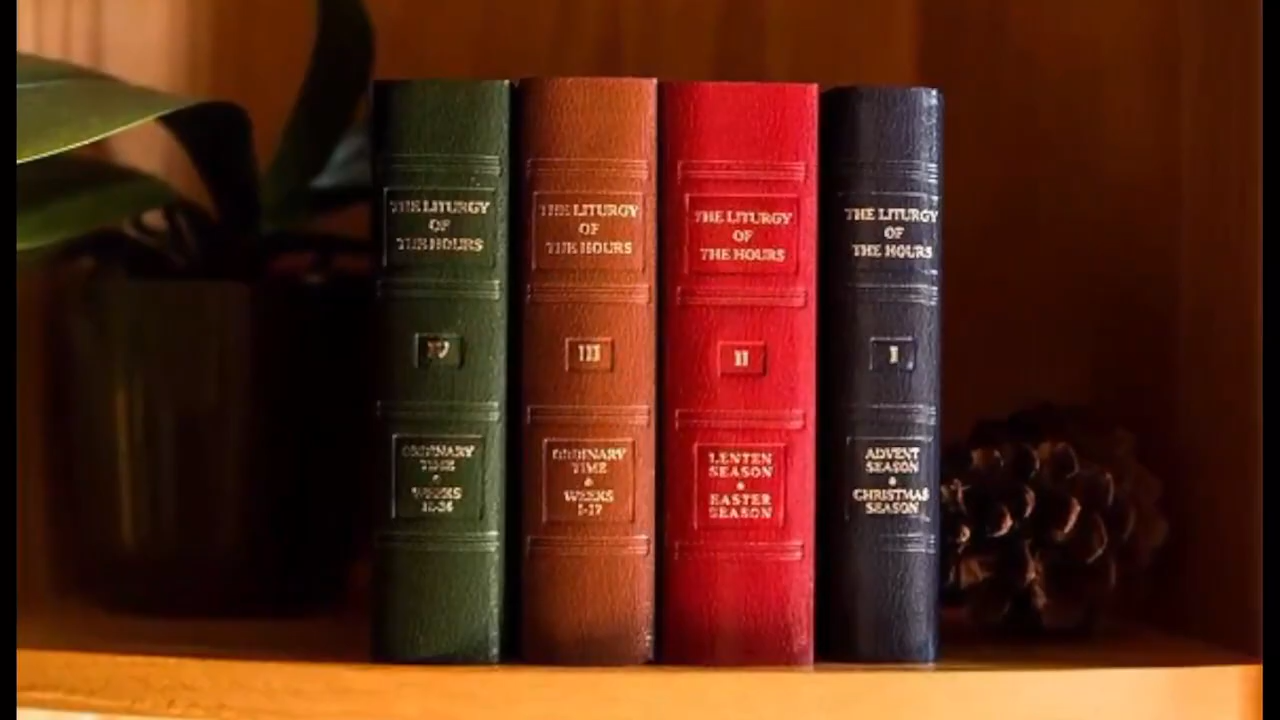 THE LITURGY
OF
THE HOURS
IV
ORDINARY
TIME
WEEKS
THE LITURGY
OF
THE HOURS
III
ORDINARY
TIME
WEEKS
1-17
THE LITURGY
OF
THE HOURS
II
LENTEN
SEASON
EASTER
SEASON
THE LITURGY
OF
THE HOURS
I
ADVENT
SEASON
CHRISTMAS
SEASON